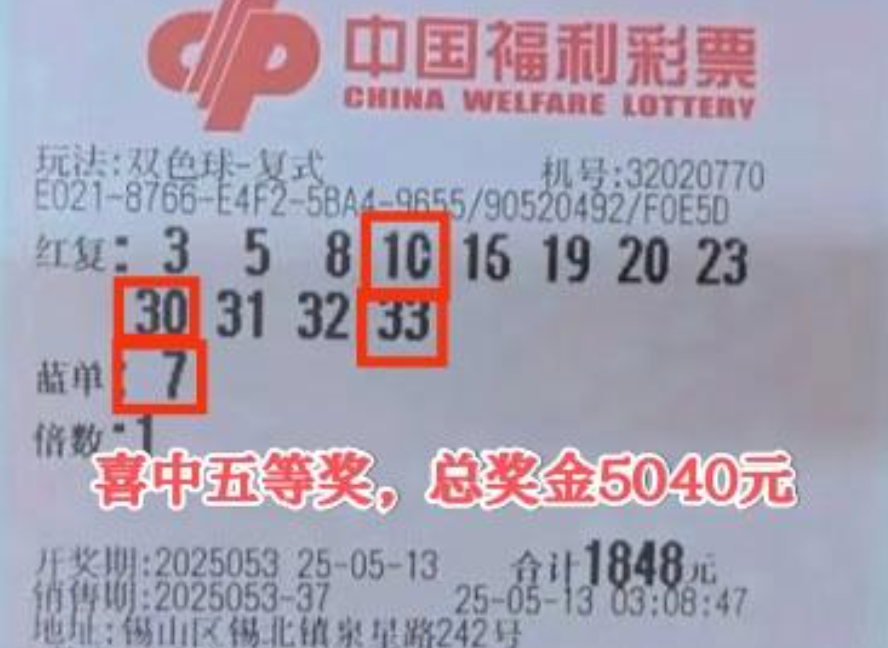 中国福利彩票
CHINA WELFARE LOTTERY
玩法:双色球-复式 机号:32020770
E021-8766-E4F2-5BA4-9655/90520492/F0E5D
红复: 3 5 8 10 16 19 20 23
30 31 32 33
蓝单: 7
倍数:1
喜中五等奖，总奖金5040元
开奖期:2025053 25-05-13 合计1848元
销售期:2025053-37 25-05-13 03:08:47
地址:锡山区锡北镇泉星路242号